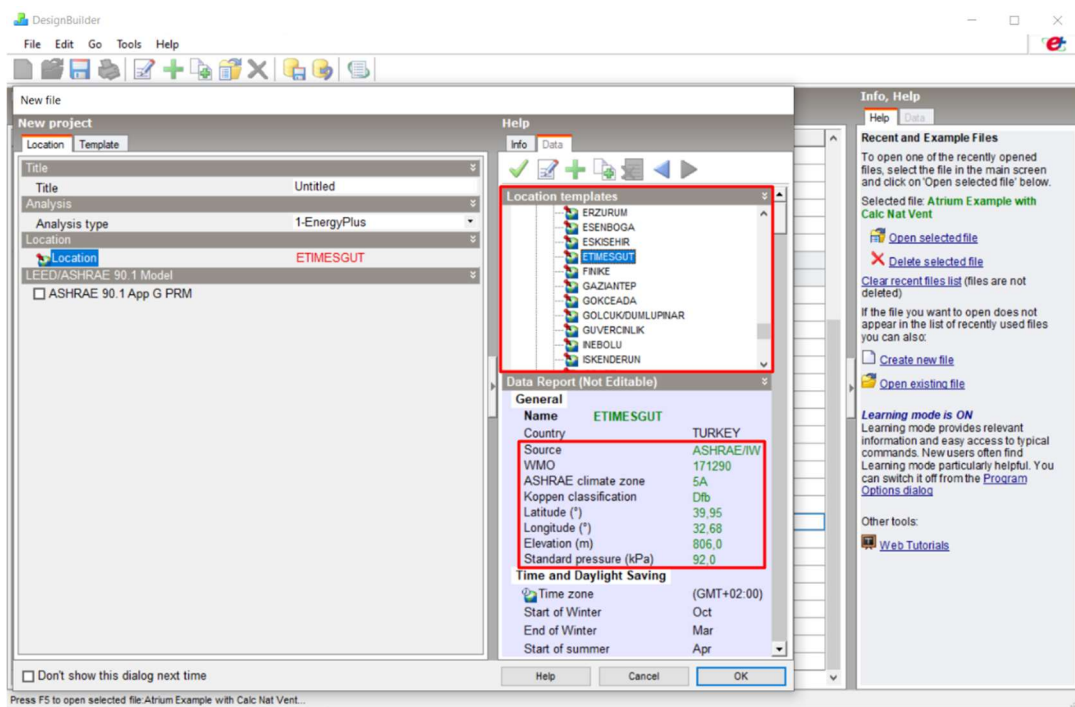 DesignBuilder
File Edit Go Tools Help
New file
New project
Location Template
Title
Title Untitled
Analysis
Analysis type 1-EnergyPlus
Location
Location ETIMESGUT
LEED/ASHRAE 90.1 Model
ASHRAE 90.1 App G PRM
Don't show this dialog next time
Help
Info Data
Location templates
ERZURUM
ESENBOGA
ESKISEHIR
ETIMESGUT
FINIKE
GAZIANTEP
GOKCEADA
GOLCUK/DUMLUPINAR
GUVERCINLIK
INEBOLU
ISKENDERUN
Data Report (Not Editable)
General
Name ETIMESGUT
Country TURKEY
Source ASHRAE/IW
WMO 171290
ASHRAE climate zone 5A
Koppen classification Dfb
Latitude (°) 39,95
Longitude (°) 32,68
Elevation (m) 806,0
Standard pressure (kPa) 92,0
Time and Daylight Saving
Time zone (GMT+02:00)
Start of Winter Oct
End of Winter Mar
Start of summer Apr
Help Cancel OK
Info, Help
Help Data
Recent and Example Files
To open one of the recently opened
files, select the file in the main screen
and click on 'Open selected file' below.
Selected file: Atrium Example with
Calc Nat Vent
Open selected file
Delete selected file
Clear recent files list (files are not
deleted)
If the file you want to open does not
appear in the list of recently used files
you can also:
Create new file
Open existing file
Learning mode is ON
Learning mode provides relevant
information and easy access to typical
commands. New users often find
Learning mode particularly helpful. You
can switch it off from the Program
Options dialog
Other tools:
Web Tutorials
Press F5 to open selected file:Atrium Example with Calc Nat Vent...